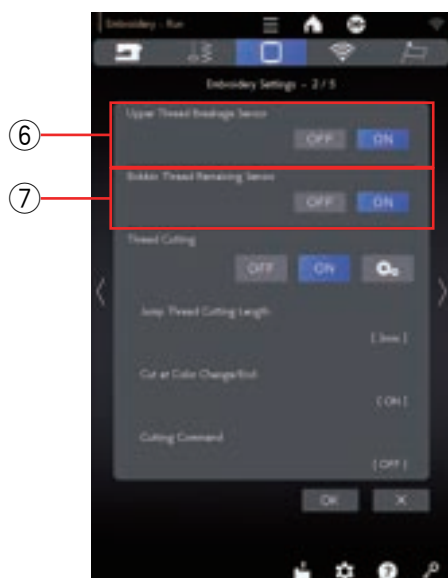 Embroidery - Run
Embroidery Settings - 2 / 5
⑥
Upper Thread Breakage Sensor
OFF ON
⑦
Bobbin Thread Remaining Sensor
OFF ON
Thread Cutting
OFF ON
Jump Thread Cutting Length
[ 3mm ]
Cut at Color Change/End
[ ON ]
Cutting Command
[ OFF ]
OK ×